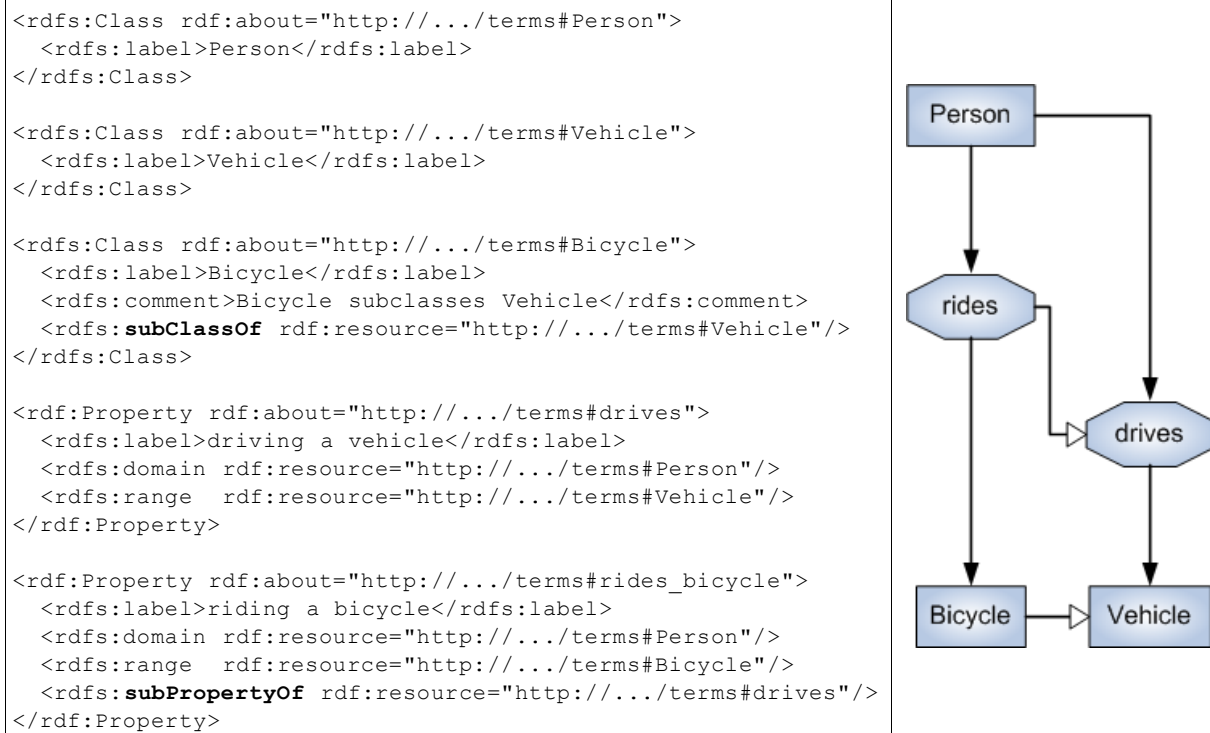 <rdfs:Class rdf:about="http://.../terms#Person">
  <rdfs:label>Person</rdfs:label>
</rdfs:Class>

<rdfs:Class rdf:about="http://.../terms#Vehicle">
  <rdfs:label>Vehicle</rdfs:label>
</rdfs:Class>

<rdfs:Class rdf:about="http://.../terms#Bicycle">
  <rdfs:label>Bicycle</rdfs:label>
  <rdfs:comment>Bicycle subclasses Vehicle</rdfs:comment>
  <rdfs:subClassOf rdf:resource="http://.../terms#Vehicle"/>
</rdfs:Class>

<rdf:Property rdf:about="http://.../terms#drives">
  <rdfs:label>driving a vehicle</rdfs:label>
  <rdfs:domain rdf:resource="http://.../terms#Person"/>
  <rdfs:range  rdf:resource="http://.../terms#Vehicle"/>
</rdf:Property>

<rdf:Property rdf:about="http://.../terms#rides_bicycle">
  <rdfs:label>riding a bicycle</rdfs:label>
  <rdfs:domain rdf:resource="http://.../terms#Person"/>
  <rdfs:range  rdf:resource="http://.../terms#Bicycle"/>
  <rdfs:subPropertyOf rdf:resource="http://.../terms#drives"/>
</rdf:Property>
Person
rides
drives
Bicycle
Vehicle